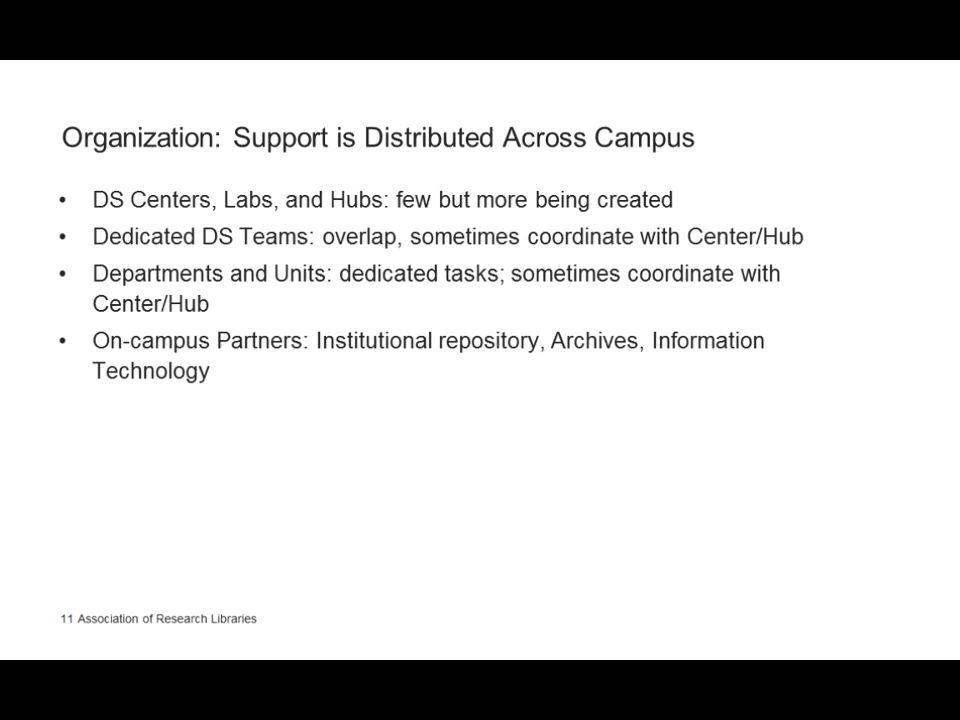 Organization: Support is Distributed Across Campus
• DS Centers, Labs, and Hubs: few but more being created
• Dedicated DS Teams: overlap, sometimes coordinate with Center/Hub
• Departments and Units: dedicated tasks; sometimes coordinate with
Center/Hub
• On-campus Partners: Institutional repository, Archives, Information
Technology
11 Association of Research Libraries